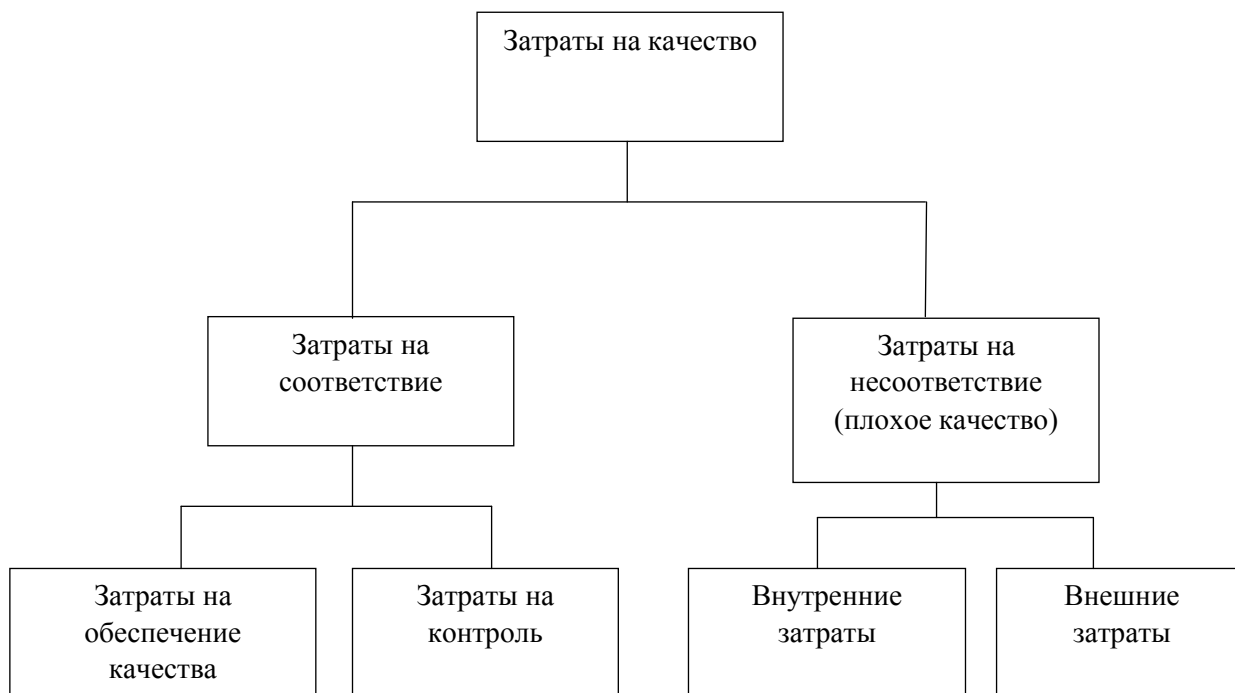 Затраты на качество
Затраты на
соответствие
Затраты на
несоответствие
(плохое качество)
Затраты на
обеспечение
качества
Затраты на
контроль
Внутренние
затраты
Внешние
затраты